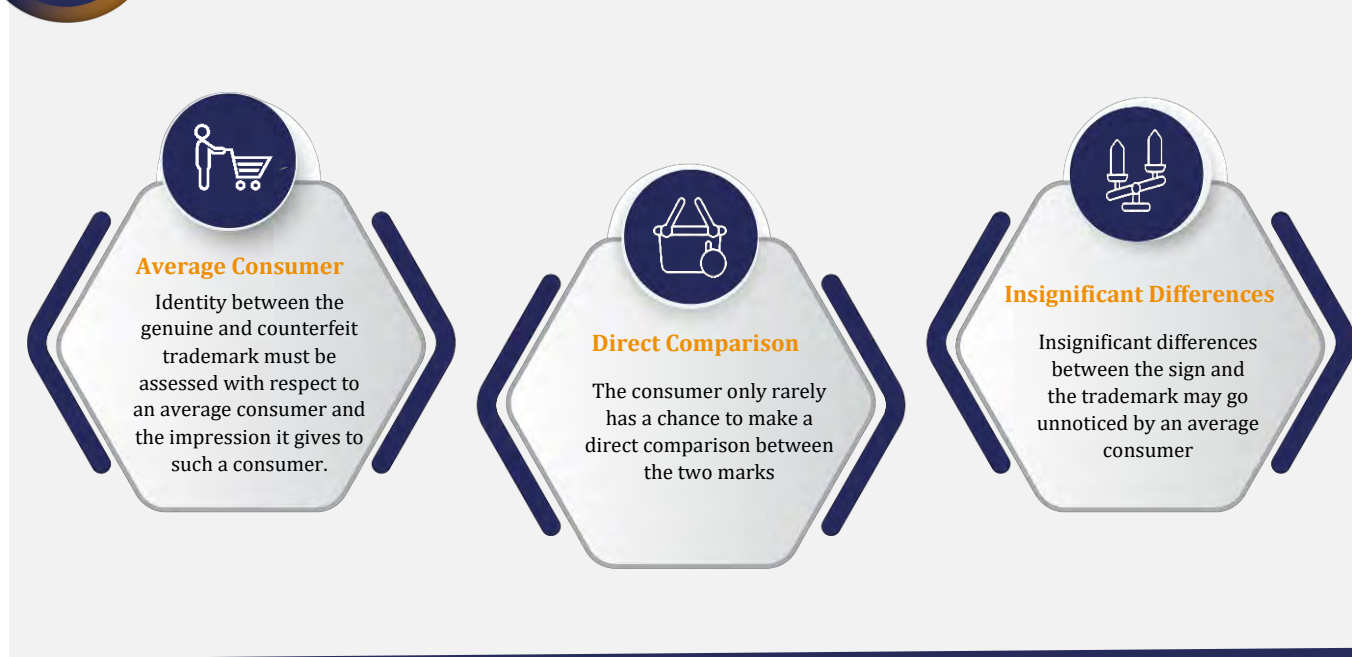 Average Consumer
Identity between the
genuine and counterfeit
trademark must be
assessed with respect to
an average consumer and
the impression it gives to
such a consumer.
Direct Comparison
The consumer only rarely
has a chance to make a
direct comparison between
the two marks
Insignificant Differences
Insignificant differences
between the sign and
the trademark may go
unnoticed by an average
consumer